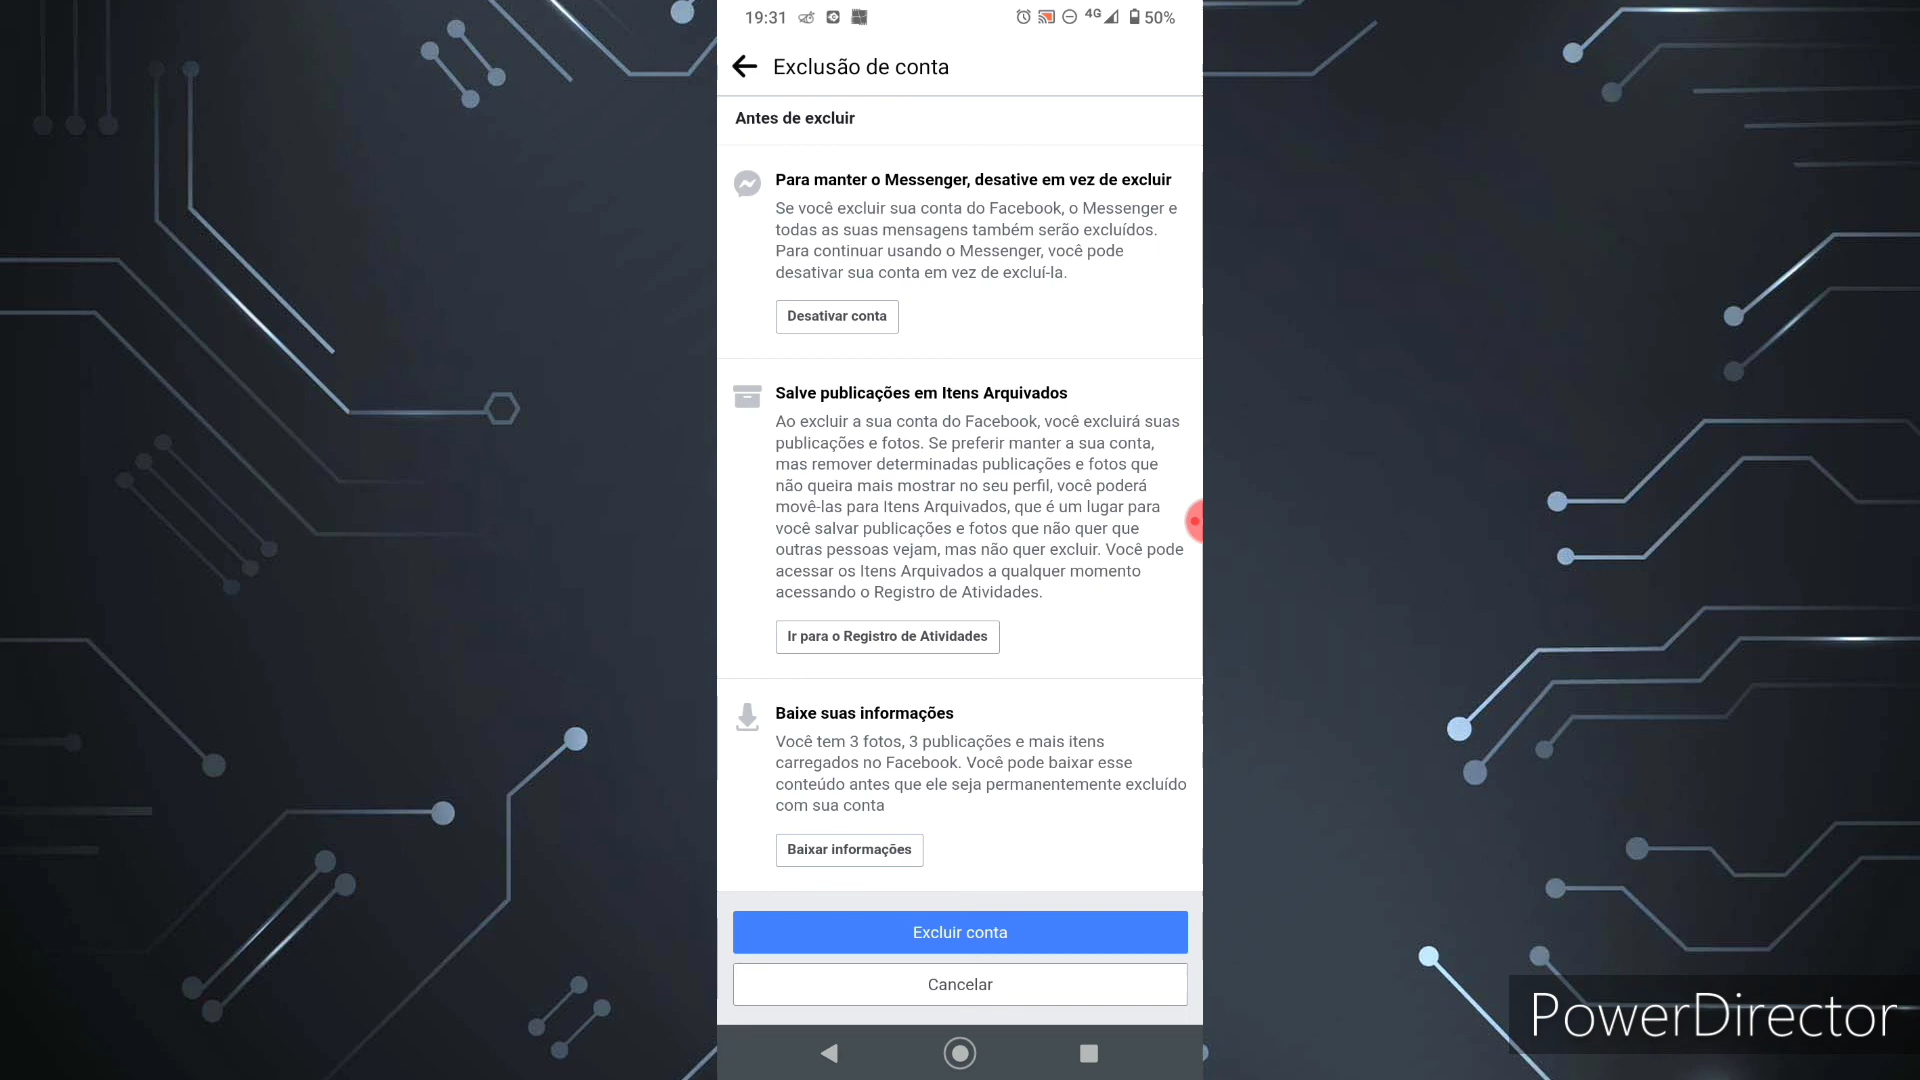 19:31
4G 50%
Exclusão de conta
Antes de excluir
Para manter o Messenger, desative em vez de excluir
Se você excluir sua conta do Facebook, o Messenger e
todas as suas mensagens também serão excluídos.
Para continuar usando o Messenger, você pode
desativar sua conta em vez de excluí-la.
Desativar conta
Salve publicações em Itens Arquivados
Ao excluir a sua conta do Facebook, você excluirá suas
publicações e fotos. Se preferir manter a sua conta,
mas remover determinadas publicações e fotos que
não queira mais mostrar no seu perfil, você poderá
movê-las para Itens Arquivados, que é um lugar para
você salvar publicações e fotos que não quer que
outras pessoas vejam, mas não quer excluir. Você pode
acessar os Itens Arquivados a qualquer momento
acessando o Registro de Atividades.
Ir para o Registro de Atividades
Baixe suas informações
Você tem 3 fotos, 3 publicações e mais itens
carregados no Facebook. Você pode baixar esse
conteúdo antes que ele seja permanentemente excluído
com sua conta
Baixar informações
Excluir conta
Cancelar
PowerDirector